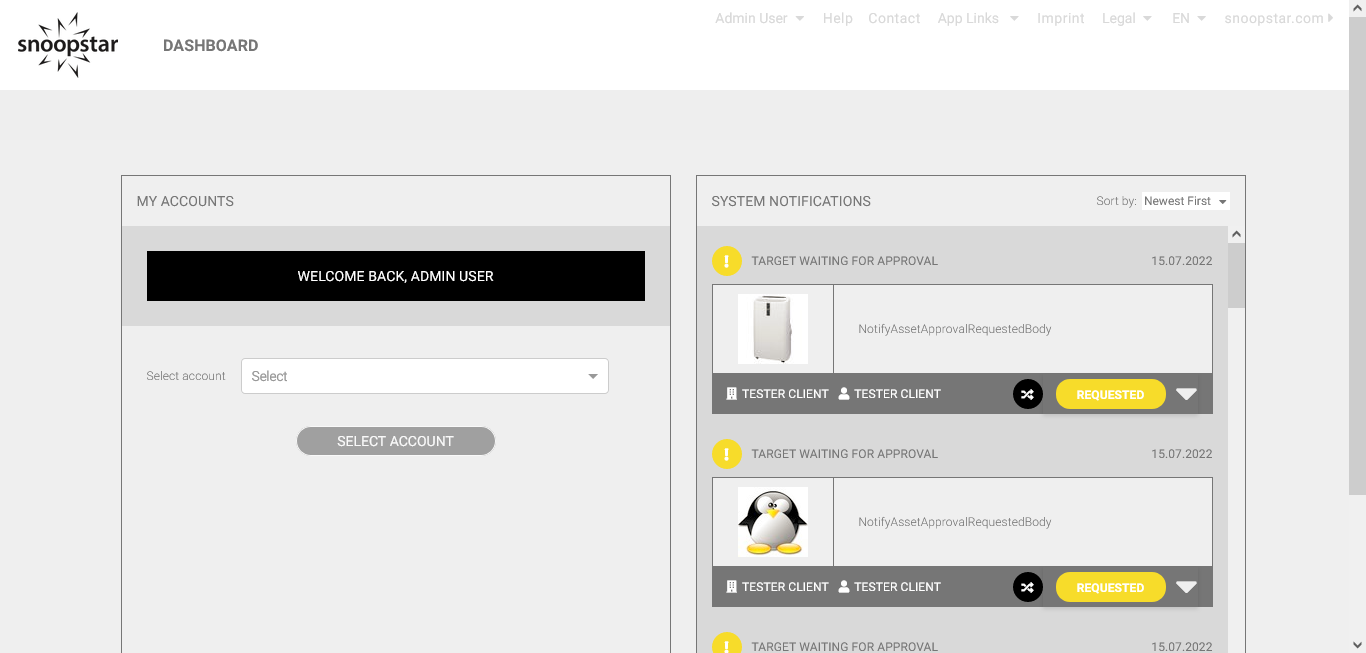 Admin User Help Contact App Links Imprint Legal EN snoopstar.com
snoopstar
DASHBOARD
MY ACCOUNTS
WELCOME BACK, ADMIN USER
Select account
Select
SELECT ACCOUNT
SYSTEM NOTIFICATIONS
Sort by: Newest First
! TARGET WAITING FOR APPROVAL 15.07.2022
NotifyAssetApprovalRequestedBody
TESTER CLIENT TESTER CLIENT REQUESTED
! TARGET WAITING FOR APPROVAL 15.07.2022
NotifyAssetApprovalRequestedBody
TESTER CLIENT TESTER CLIENT REQUESTED
! TARGET WAITING FOR APPROVAL 15.07.2022